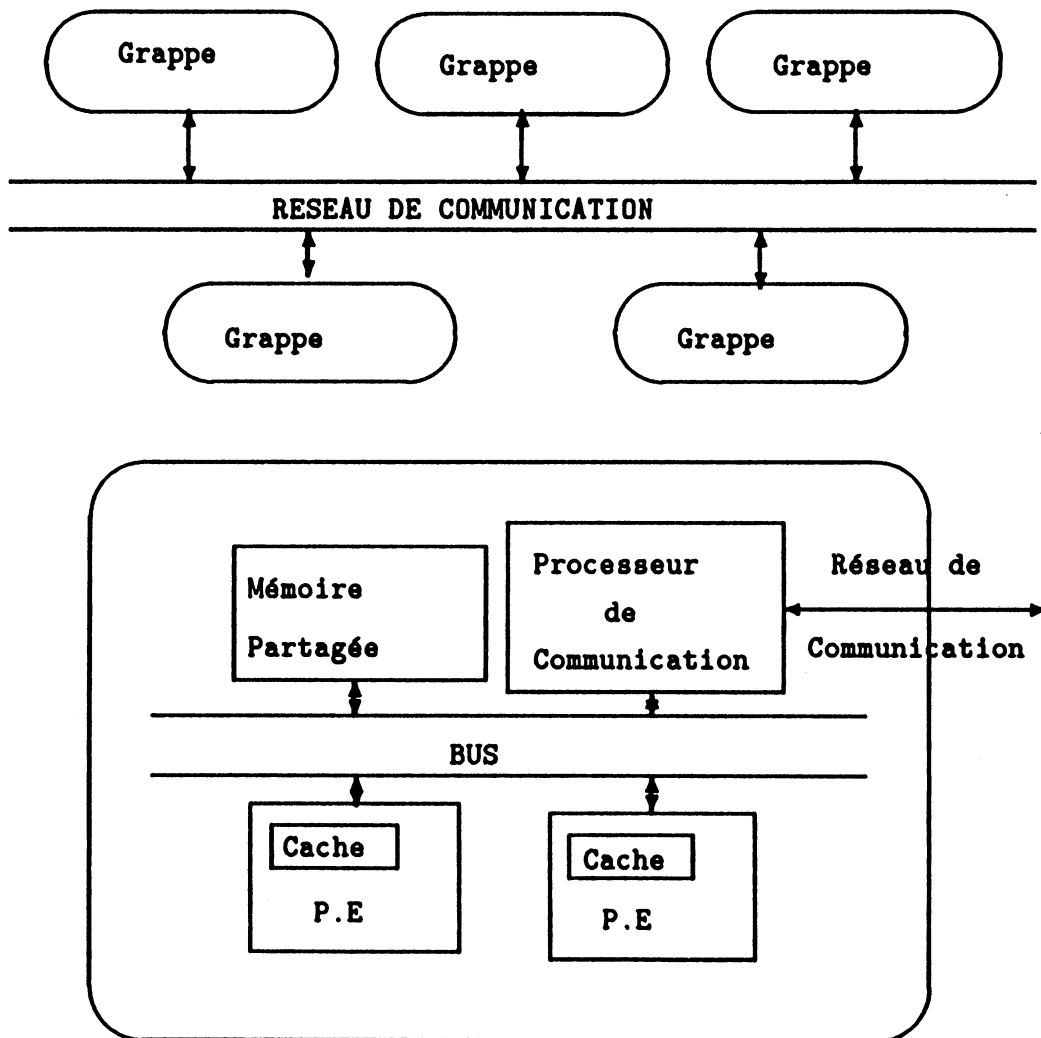 Grappe
Grappe
Grappe
RESEAU DE COMMUNICATION
Grappe
Grappe
Mémoire
Partagée
Processeur
de
Communication
Réseau de
Communication
BUS
Cache
P.E
Cache
P.E